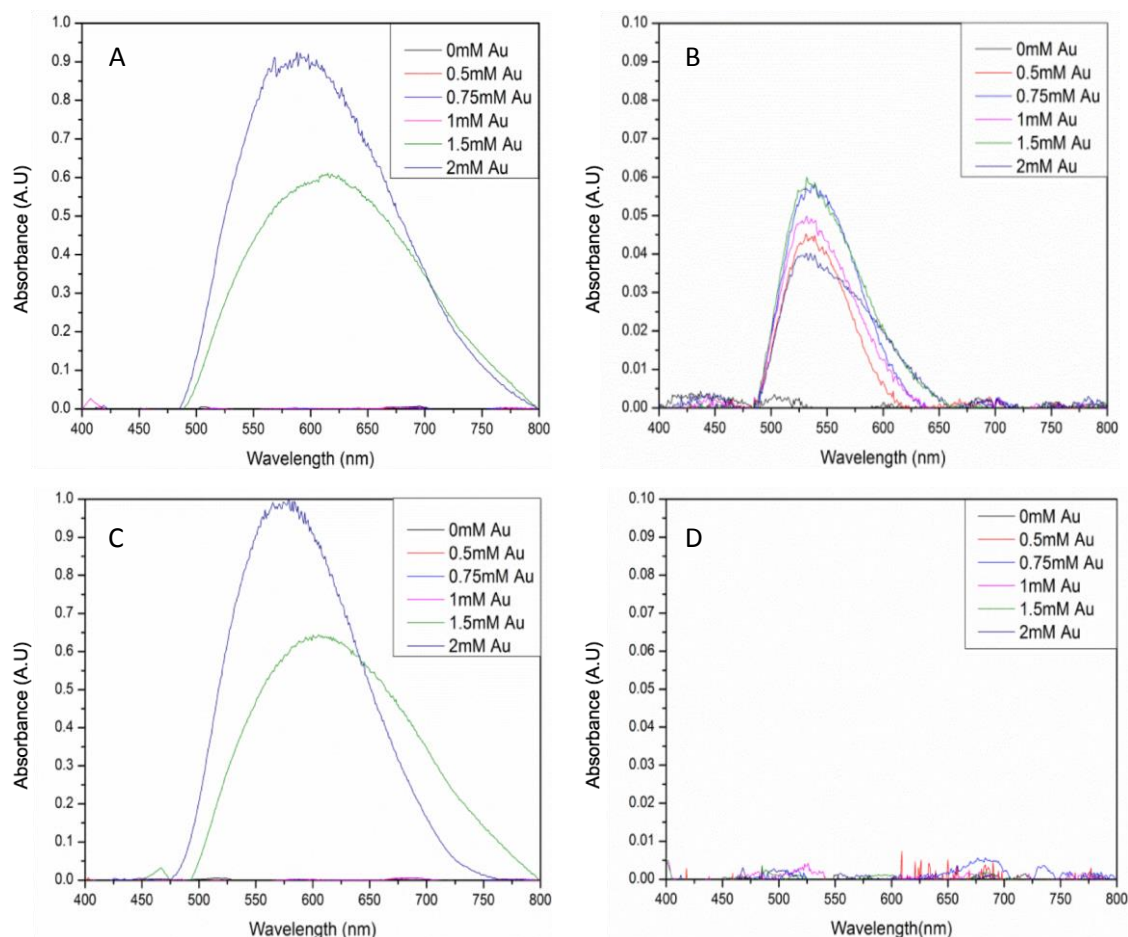 A
1.0
0.9
0.8
0.7
0.6
0.5
0.4
0.3
0.2
0.1
0.0
400 450 500 550 600 650 700 750 800
Absorbance (A.U)
Wavelength (nm)
0mM Au
0.5mM Au
0.75mM Au
1mM Au
1.5mM Au
2mM Au
B
0.10
0.09
0.08
0.07
0.06
0.05
0.04
0.03
0.02
0.01
0.00
400 450 500 550 600 650 700 750 800
Absorbance (A.U)
Wavelength (nm)
0mM Au
0.5mM Au
0.75mM Au
1mM Au
1.5mM Au
2mM Au
C
1.0
0.9
0.8
0.7
0.6
0.5
0.4
0.3
0.2
0.1
0.0
400 450 500 550 600 650 700 750 800
Absorbance (A.U)
Wavelength (nm)
0mM Au
0.5mM Au
0.75mM Au
1mM Au
1.5mM Au
2mM Au
D
0.10
0.09
0.08
0.07
0.06
0.05
0.04
0.03
0.02
0.01
0.00
400 450 500 550 600 650 700 750 800
Absorbance (A.U)
Wavelength(nm)
0mM Au
0.5mM Au
0.75mM Au
1mM Au
1.5mM Au
2mM Au